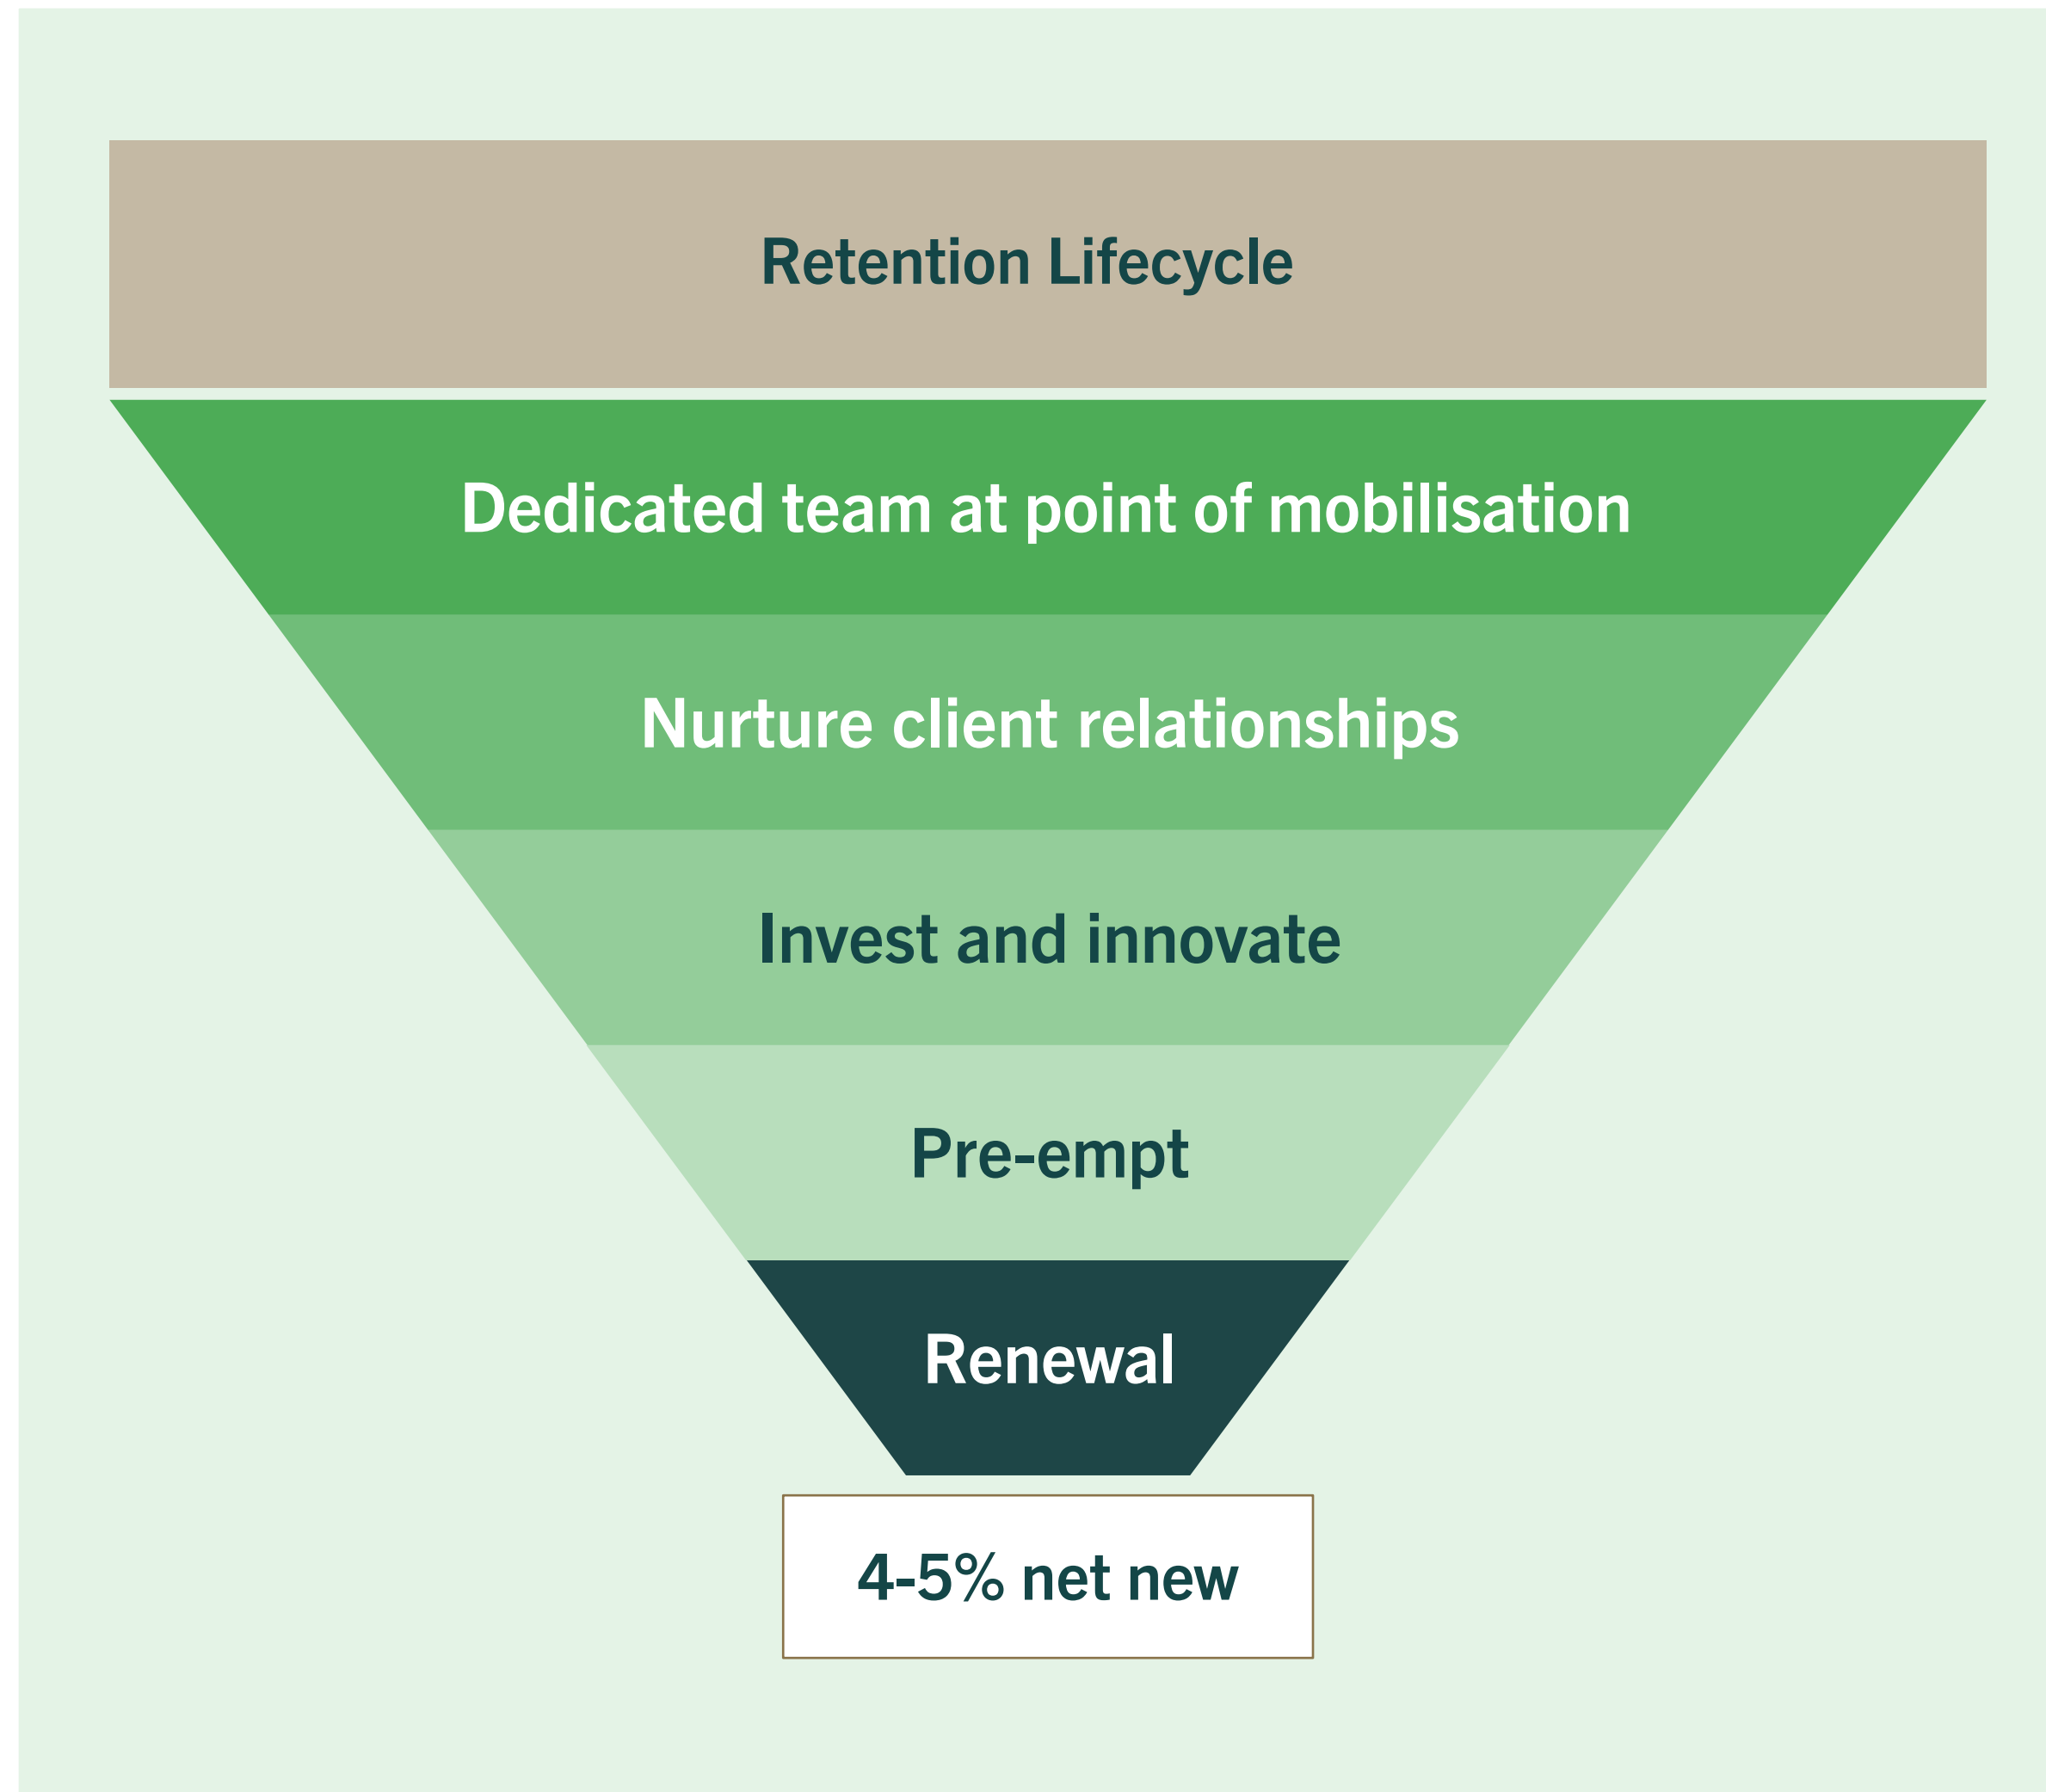 Retention Lifecycle
Dedicated team at point of mobilisation
Nurture client relationships
Invest and innovate
Pre-empt
Renewal
4-5% net new